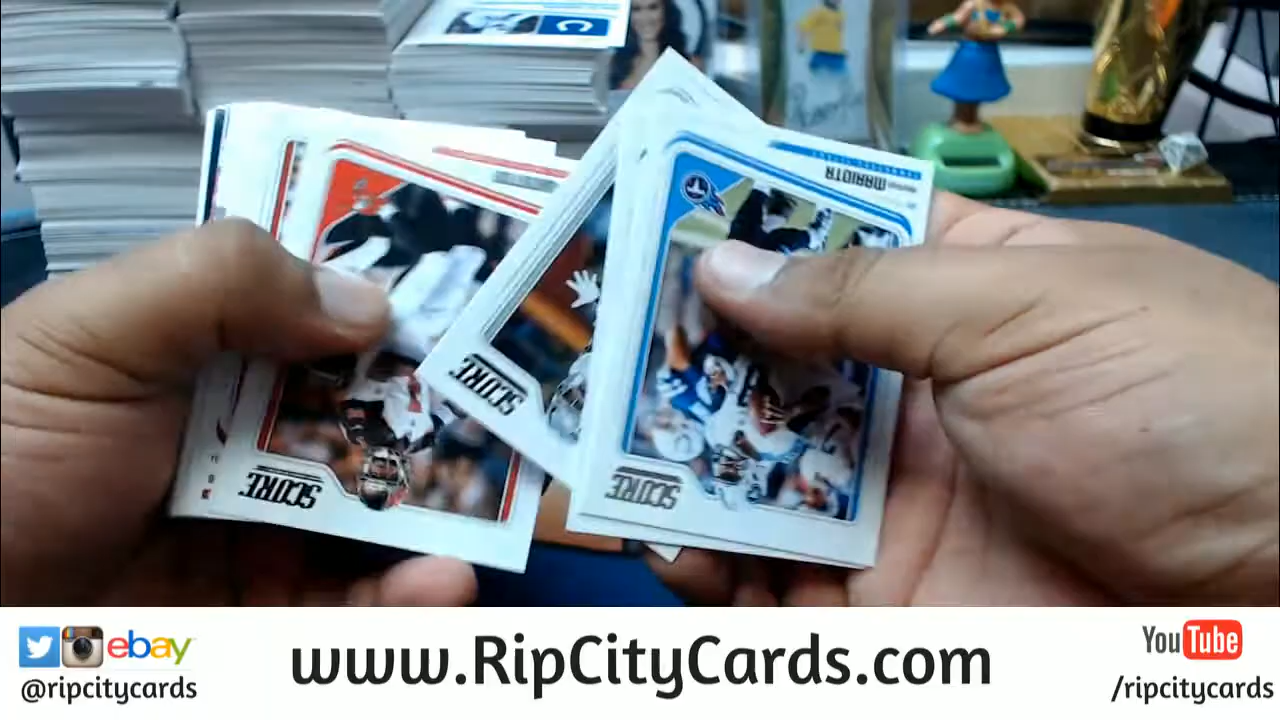 C
MARIOTA
SCORE
SCORE
SCORE
ebay
www.RipCityCards.com
YouTube
@ripcitycards
/ripcitycards